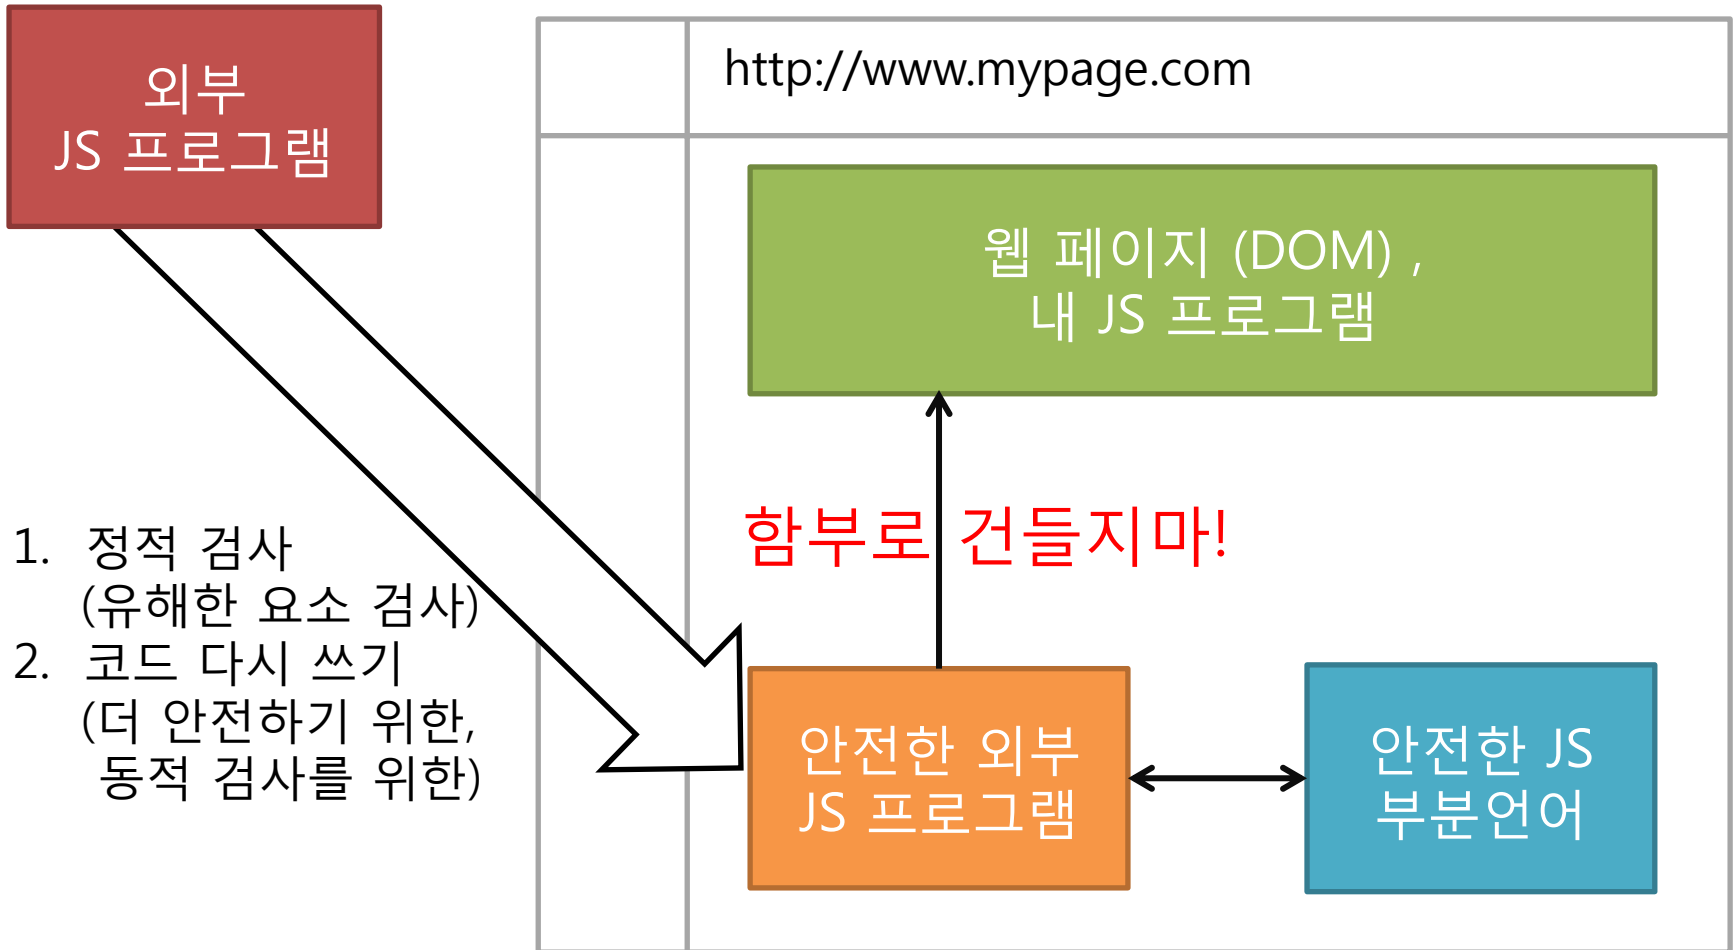 외부
JS 프로그램
http://www.mypage.com
웹 페이지 (DOM) ,
내 JS 프로그램
함부로 건들지마!
1. 정적 검사
(유해한 요소 검사)
2. 코드 다시 쓰기
(더 안전하기 위한,
동적 검사를 위한)
안전한 외부
JS 프로그램
안전한 JS
부분언어